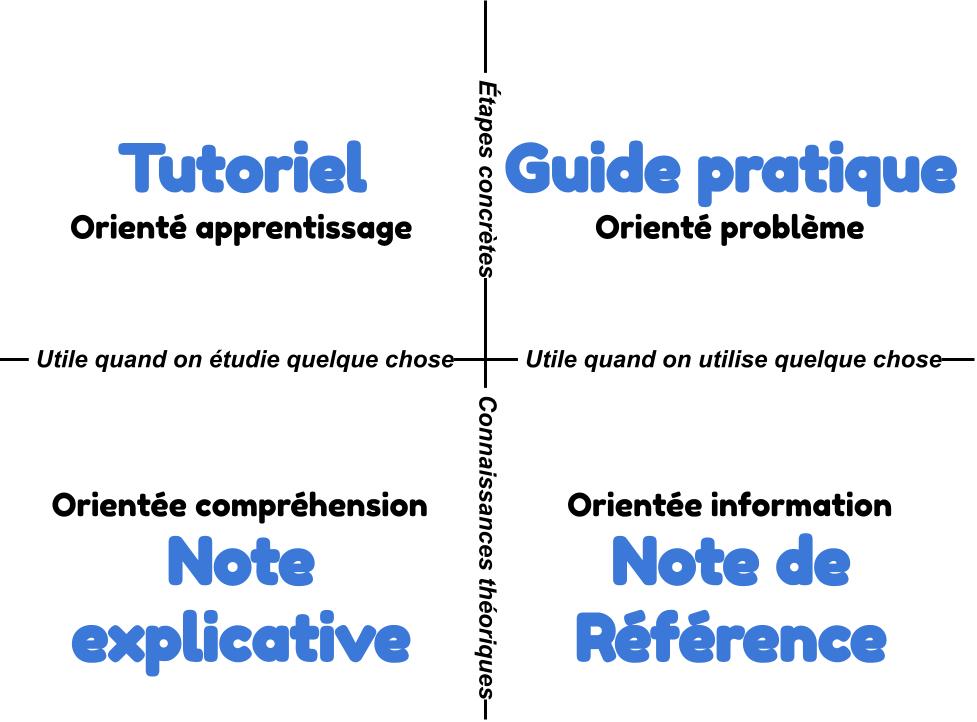 Étapes concrètes
Tutoriel
Orienté apprentissage
Guide pratique
Orienté problème
Utile quand on étudie quelque chose
Utile quand on utilise quelque chose
Connaissances théoriques
Orientée compréhension
Note
explicative
Orientée information
Note de
Référence